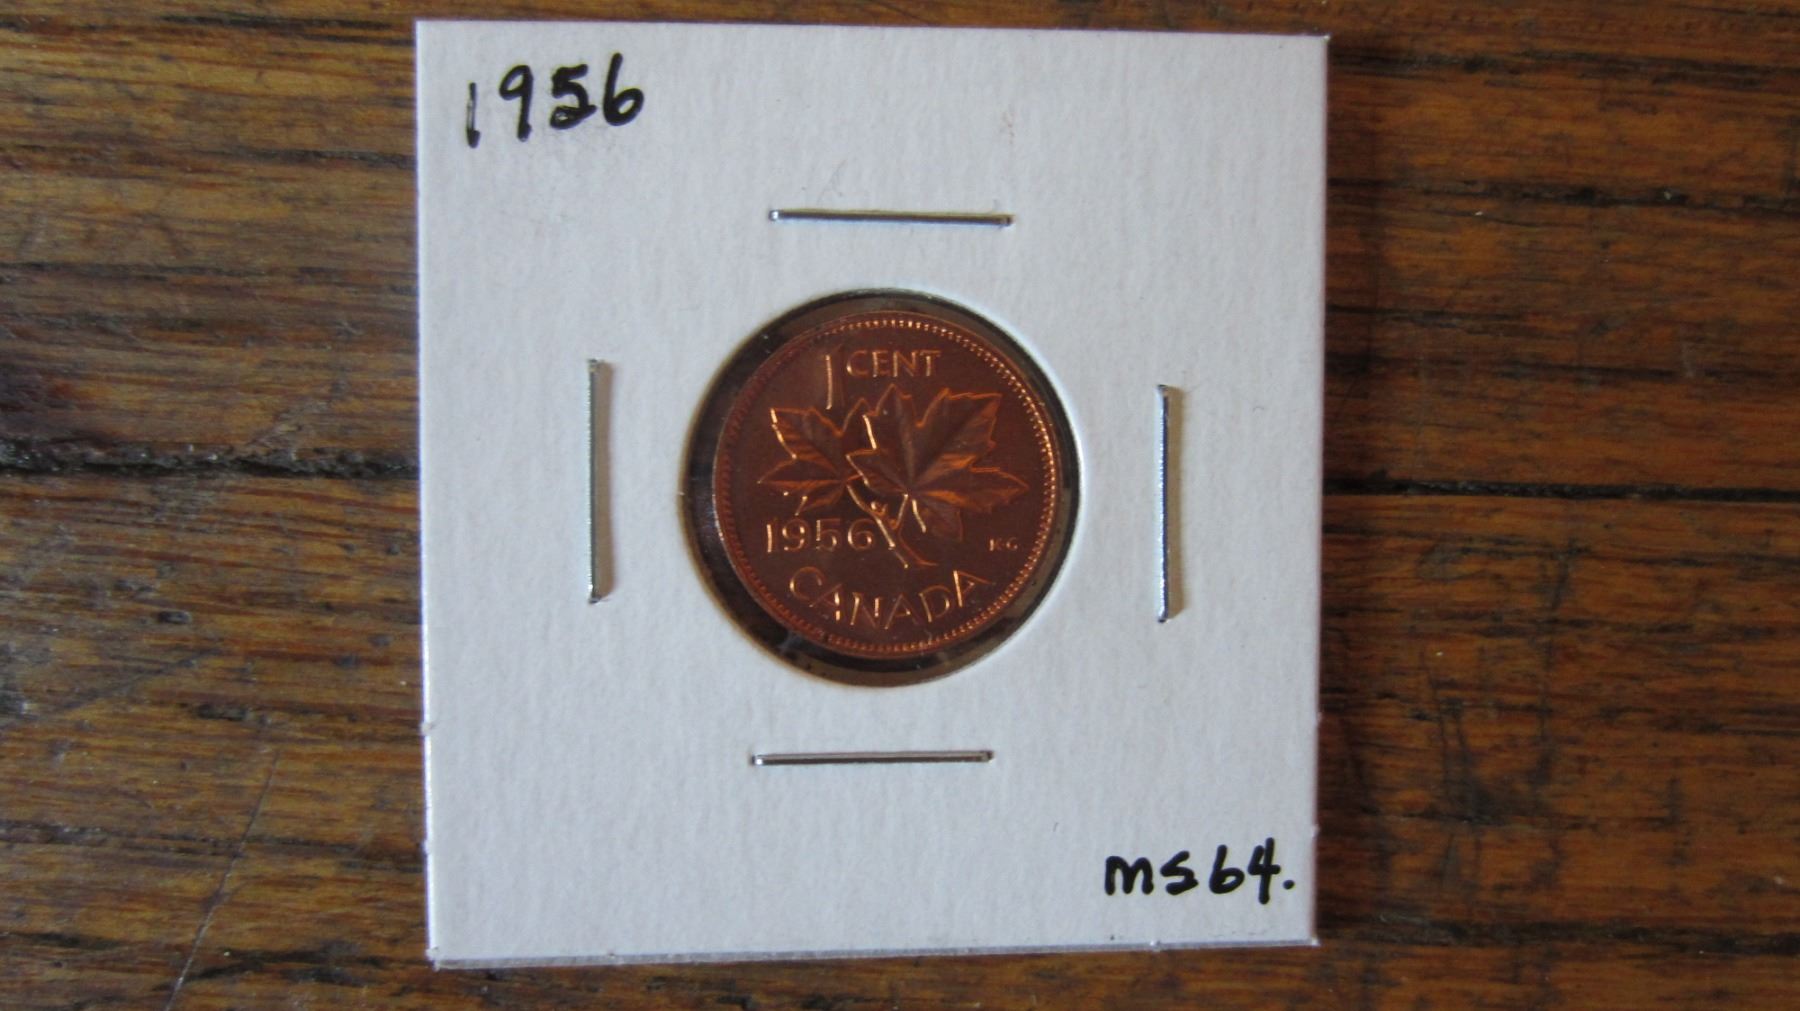 1956
1 CENT
1956 KG
CANADA
MS64.